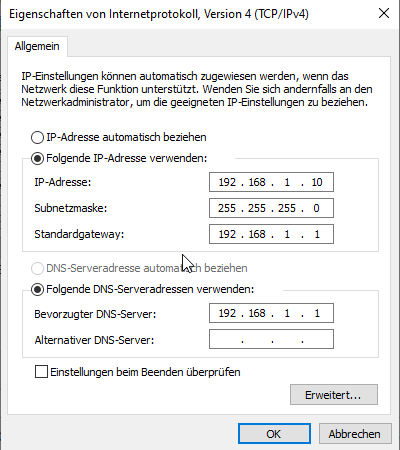 Eigenschaften von Internetprotokoll, Version 4 (TCP/IPv4)
Allgemein
IP-Einstellungen können automatisch zugewiesen werden, wenn das
Netzwerk diese Funktion unterstützt. Wenden Sie sich andernfalls an den
Netzwerkadministrator, um die geeigneten IP-Einstellungen zu beziehen.
IP-Adresse automatisch beziehen
Folgende IP-Adresse verwenden:
IP-Adresse: 192 . 168 . 1 . 10
Subnetzmaske: 255 . 255 . 255 . 0
Standardgateway: 192 . 168 . 1 . 1
DNS-Serveradresse automatisch beziehen
Folgende DNS-Serveradressen verwenden:
Bevorzugter DNS-Server: 192 . 168 . 1 . 1
Alternativer DNS-Server: . . .
Einstellungen beim Beenden überprüfen
Erweitert...
OK Abbrechen